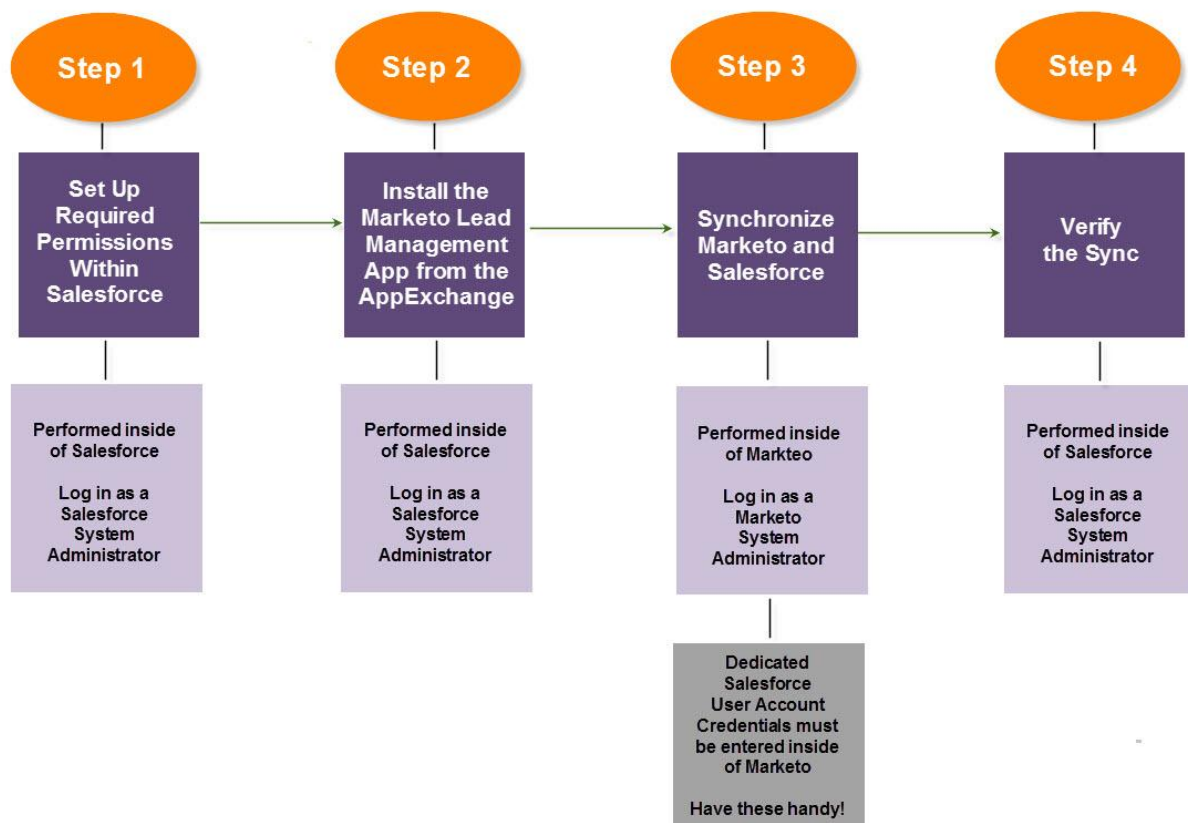 Step 1
Step 2
Step 3
Step 4
Set Up
Required
Permissions
Within
Salesforce
Install the
Marketo Lead
Management
App from the
AppExchange
Synchronize
Marketo and
Salesforce
Verify
the Sync
Performed inside
of Salesforce
Log in as a
Salesforce
System
Administrator
Performed inside
of Salesforce
Log in as a
Salesforce
System
Administrator
Performed inside
of Markteo
Log in as a
Marketo
System
Administrator
Performed inside
of Salesforce
Log in as a
Salesforce
System
Administrator
Dedicated
Salesforce
User Account
Credentials must
be entered inside
of Marketo
Have these handy!